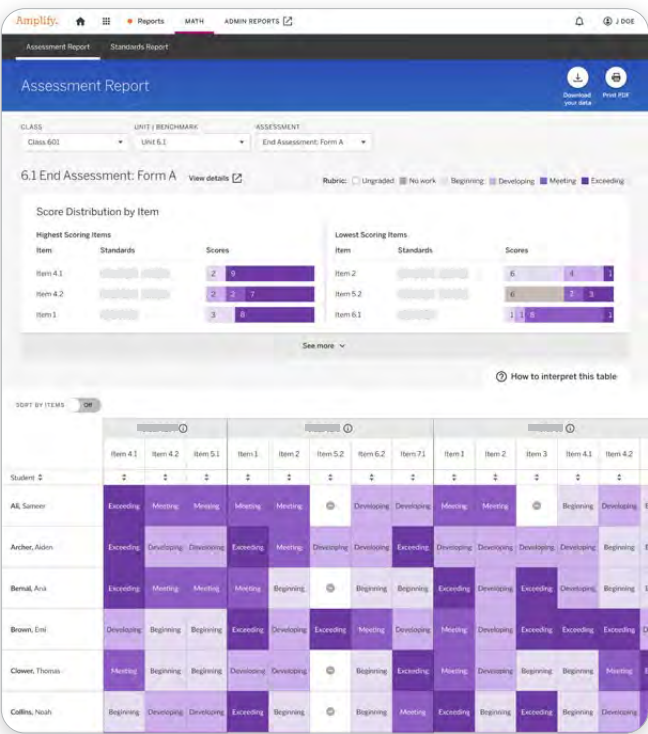 Amplify. Reports MATH ADMIN REPORTS J DOE
Assessment Report Standards Report
Assessment Report
Download your data
Print PDF
CLASS UNIT | BENCHMARK ASSESSMENT
Class 601 Unit 6.1 End Assessment: Form A
6.1 End Assessment: Form A View details
Rubric: Ungraded No work Beginning Developing Meeting Exceeding
Score Distribution by Item
Highest Scoring Items Lowest Scoring Items
Item Standards Scores Item Standards Scores
Item 4.1 2 9 Item 2 6 4 1
Item 4.2 2 2 7 Item 5.2 6 2 3
Item 1 3 8 Item 6.1 1 1 8 1
See more
How to interpret this table
SORT BY ITEMS Off
Item 4.1 Item 4.2 Item 5.1 Item 1 Item 2 Item 5.2 Item 6.2 Item 7.1 Item 1 Item 2 Item 3 Item 4.1 Item 4.2
Student
Ali, Sameer Exceeding Meeting Meeting Meeting Meeting Developing Developing Meeting Meeting Beginning Developing
Archer, Aiden Exceeding Developing Developing Exceeding Meeting Developing Developing Exceeding Developing Developing Developing Developing Beginning
Bernal, Ana Exceeding Meeting Meeting Meeting Beginning Beginning Beginning Exceeding Developing Exceeding Developing Beginning
Brown, Emi Developing Beginning Beginning Exceeding Developing Exceeding Meeting Developing Meeting Developing Exceeding Exceeding Exceeding
Clower, Thomas Meeting Beginning Beginning Developing Developing Beginning Exceeding Meeting Developing Beginning Beginning Meeting
Collins, Noah Beginning Developing Developing Exceeding Beginning Beginning Meeting Exceeding Beginning Exceeding Beginning Developing